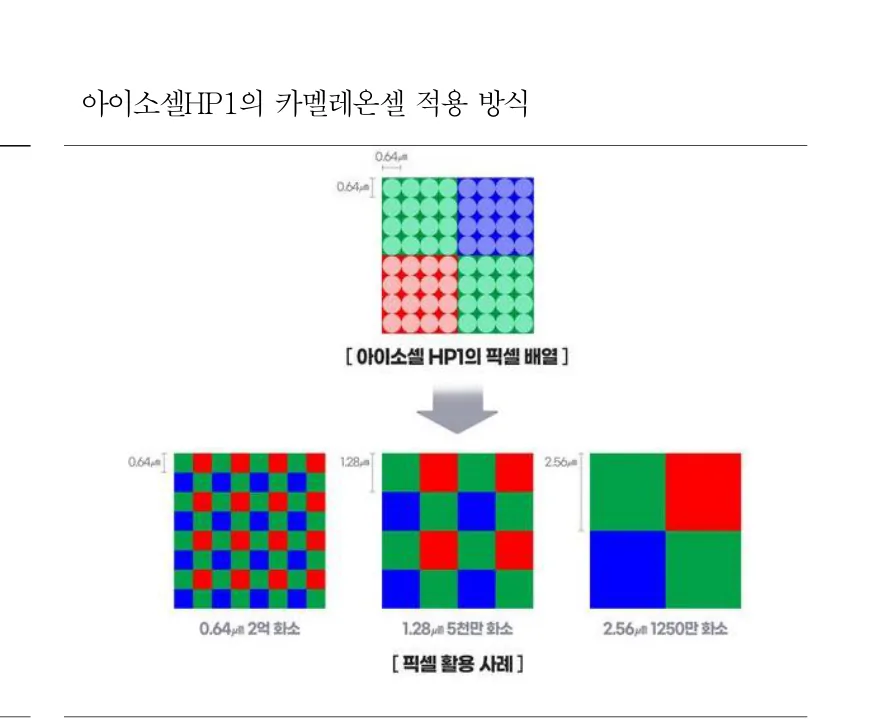 아이소셀HP1의 카멜레온셀 적용 방식
0.64㎛
0.64㎛
[ 아이소셀 HP1의 픽셀 배열 ]
0.64㎛
1.28㎛
2.56㎛
0.64㎛ 2억 화소
1.28㎛ 5천만 화소
2.56㎛ 1250만 화소
[ 픽셀 활용 사례 ]